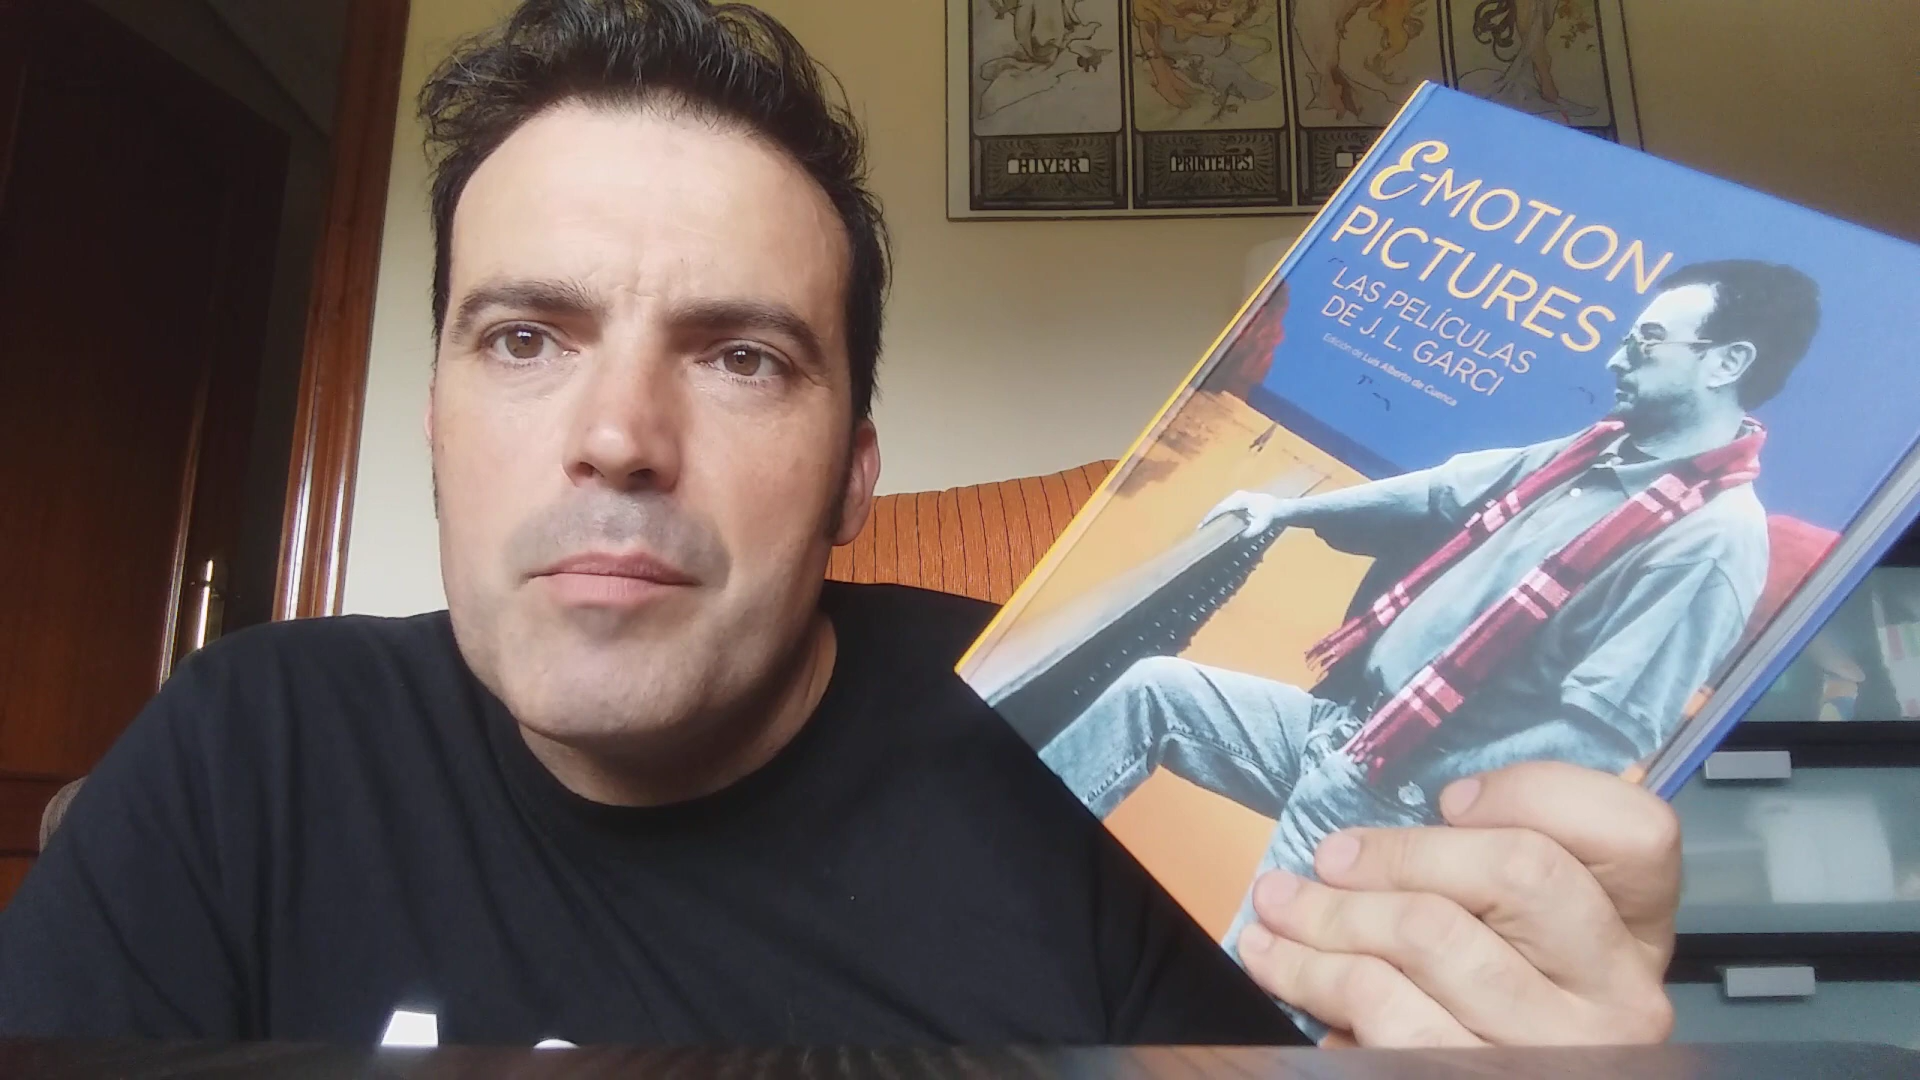 HIVER
PRINTEMPS
E-MOTION
PICTURES
LAS PELÍCULAS
DE J. L. GARCI
Edición de Luis Alberto de Cuenca